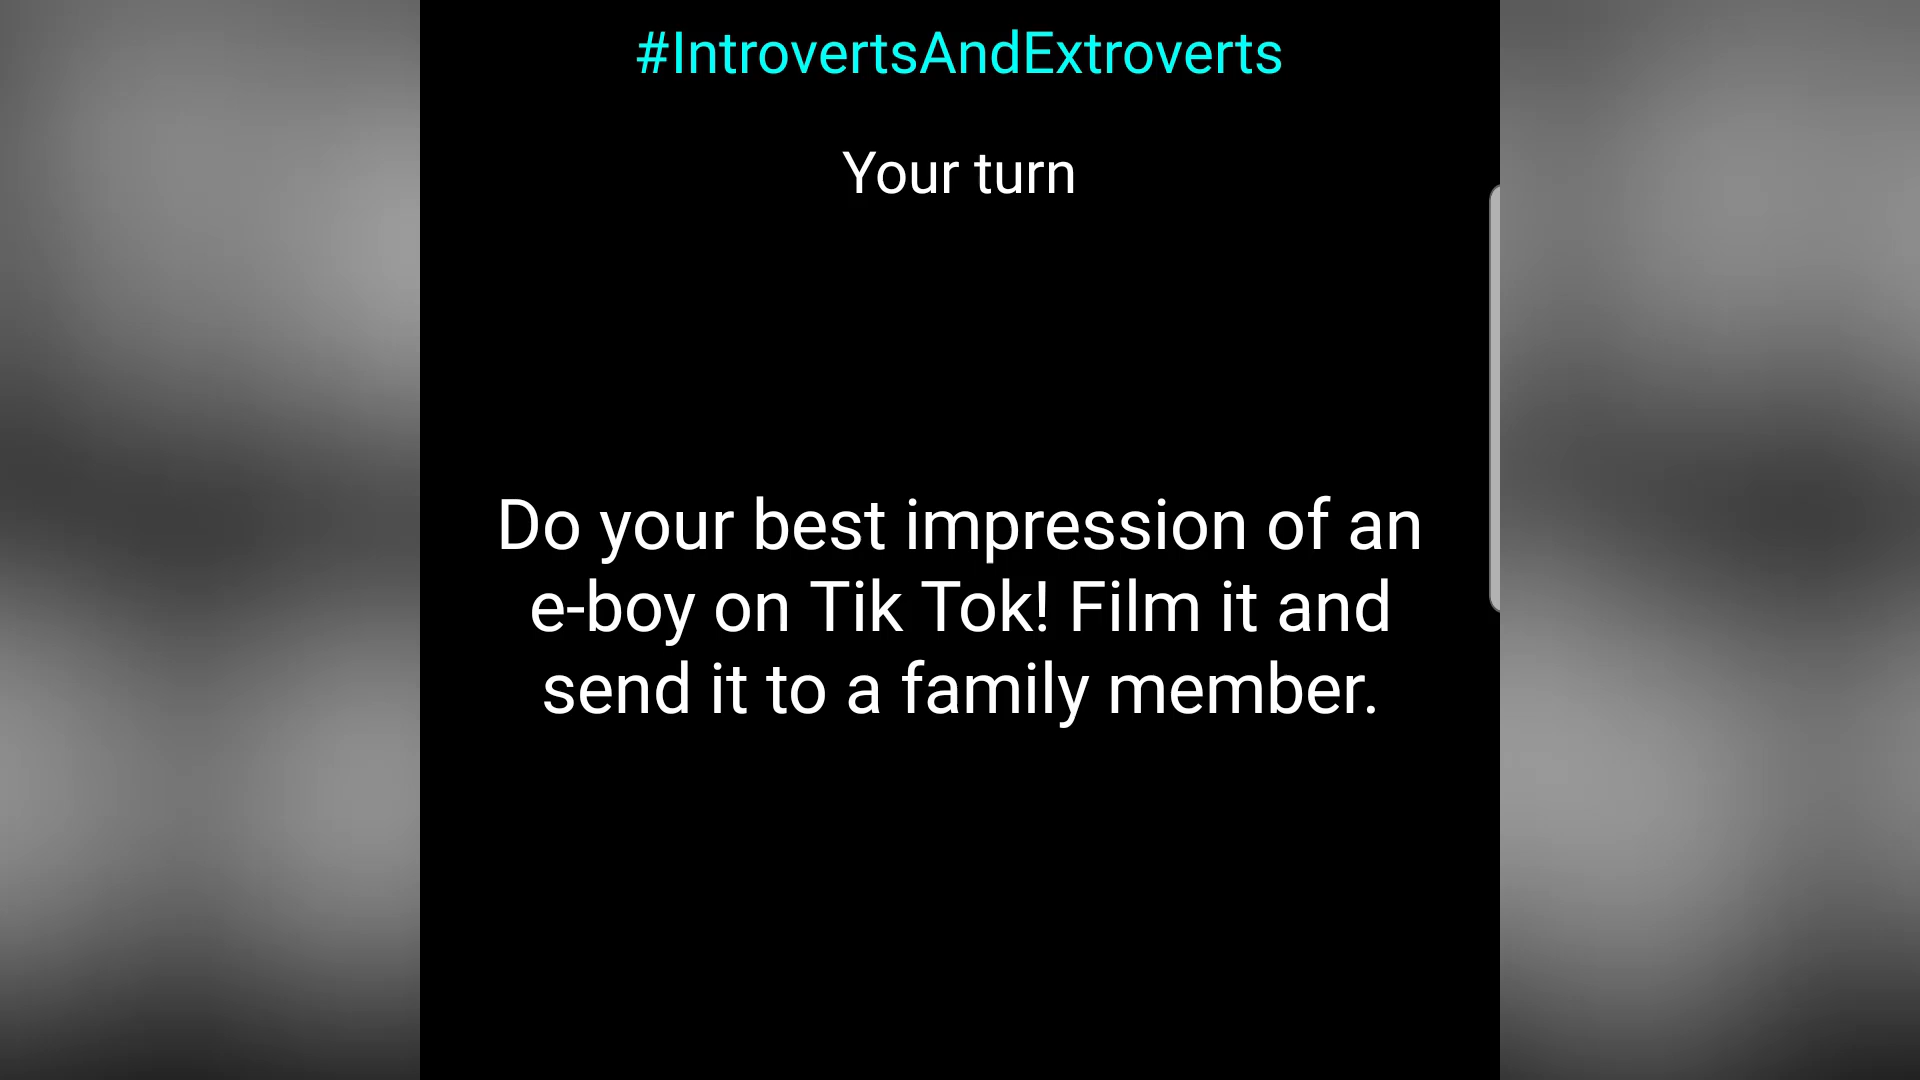 #IntrovertsAndExtroverts
Your turn
Do your best impression of an
e-boy on Tik Tok! Film it and
send it to a family member.